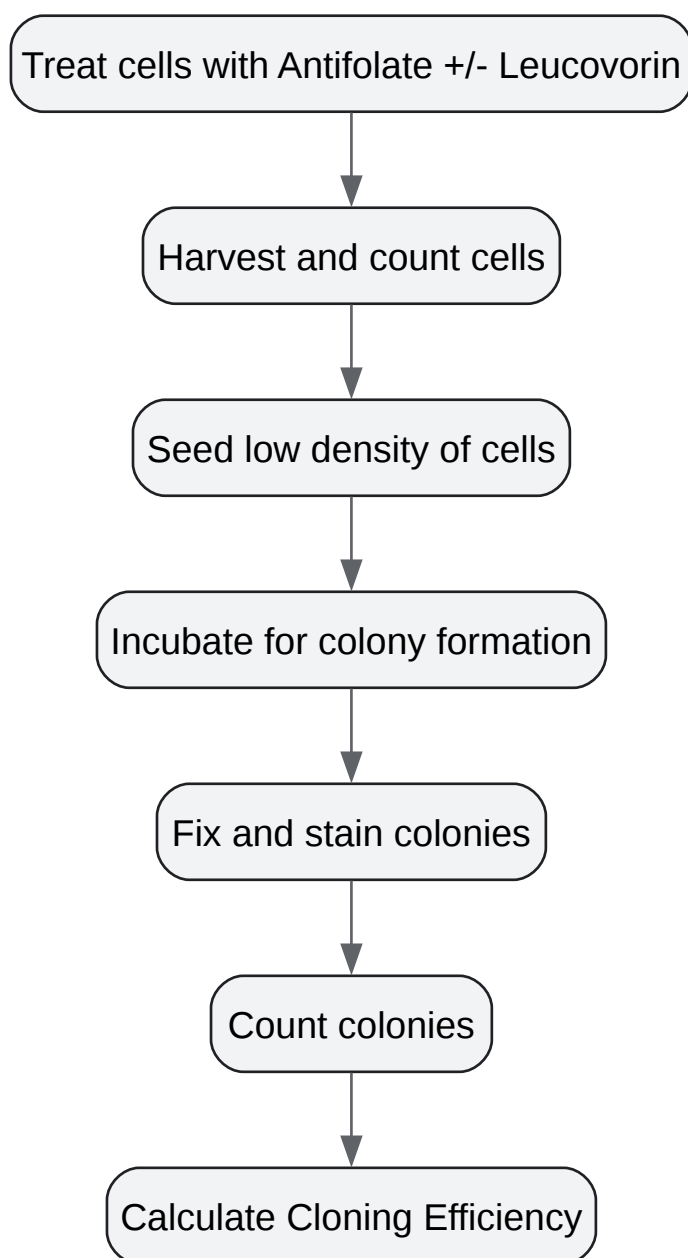 Treat cells with Antifolate +/- Leucovorin
Harvest and count cells
Seed low density of cells
Incubate for colony formation
Fix and stain colonies
Count colonies
Calculate Cloning Efficiency